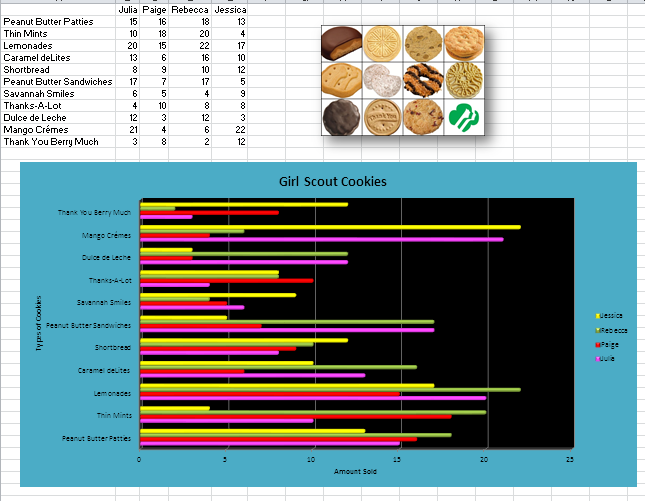 Julia Paige Rebecca Jessica
Peanut Butter Patties 15 16 18 13
Thin Mints 10 18 20 4
Lemonades 20 15 22 17
Caramel deLites 13 6 16 10
Shortbread 8 9 10 12
Peanut Butter Sandwiches 17 7 17 5
Savannah Smiles 6 5 4 9
Thanks-A-Lot 4 10 8 8
Dulce de Leche 12 3 12 3
Mango Crémes 21 4 6 22
Thank You Berry Much 3 8 2 12
Girl Scout Cookies
Types of Cookies
Thank You Berry Much
Mango Crémes
Dulce de Leche
Thanks-A-Lot
Savannah Smiles
Peanut Butter Sandwiches
Shortbread
Caramel deLites
Lemonades
Thin Mints
Peanut Butter Patties
0 5 10 15 20 25
Amount Sold
Jessica
Rebecca
Paige
Julia